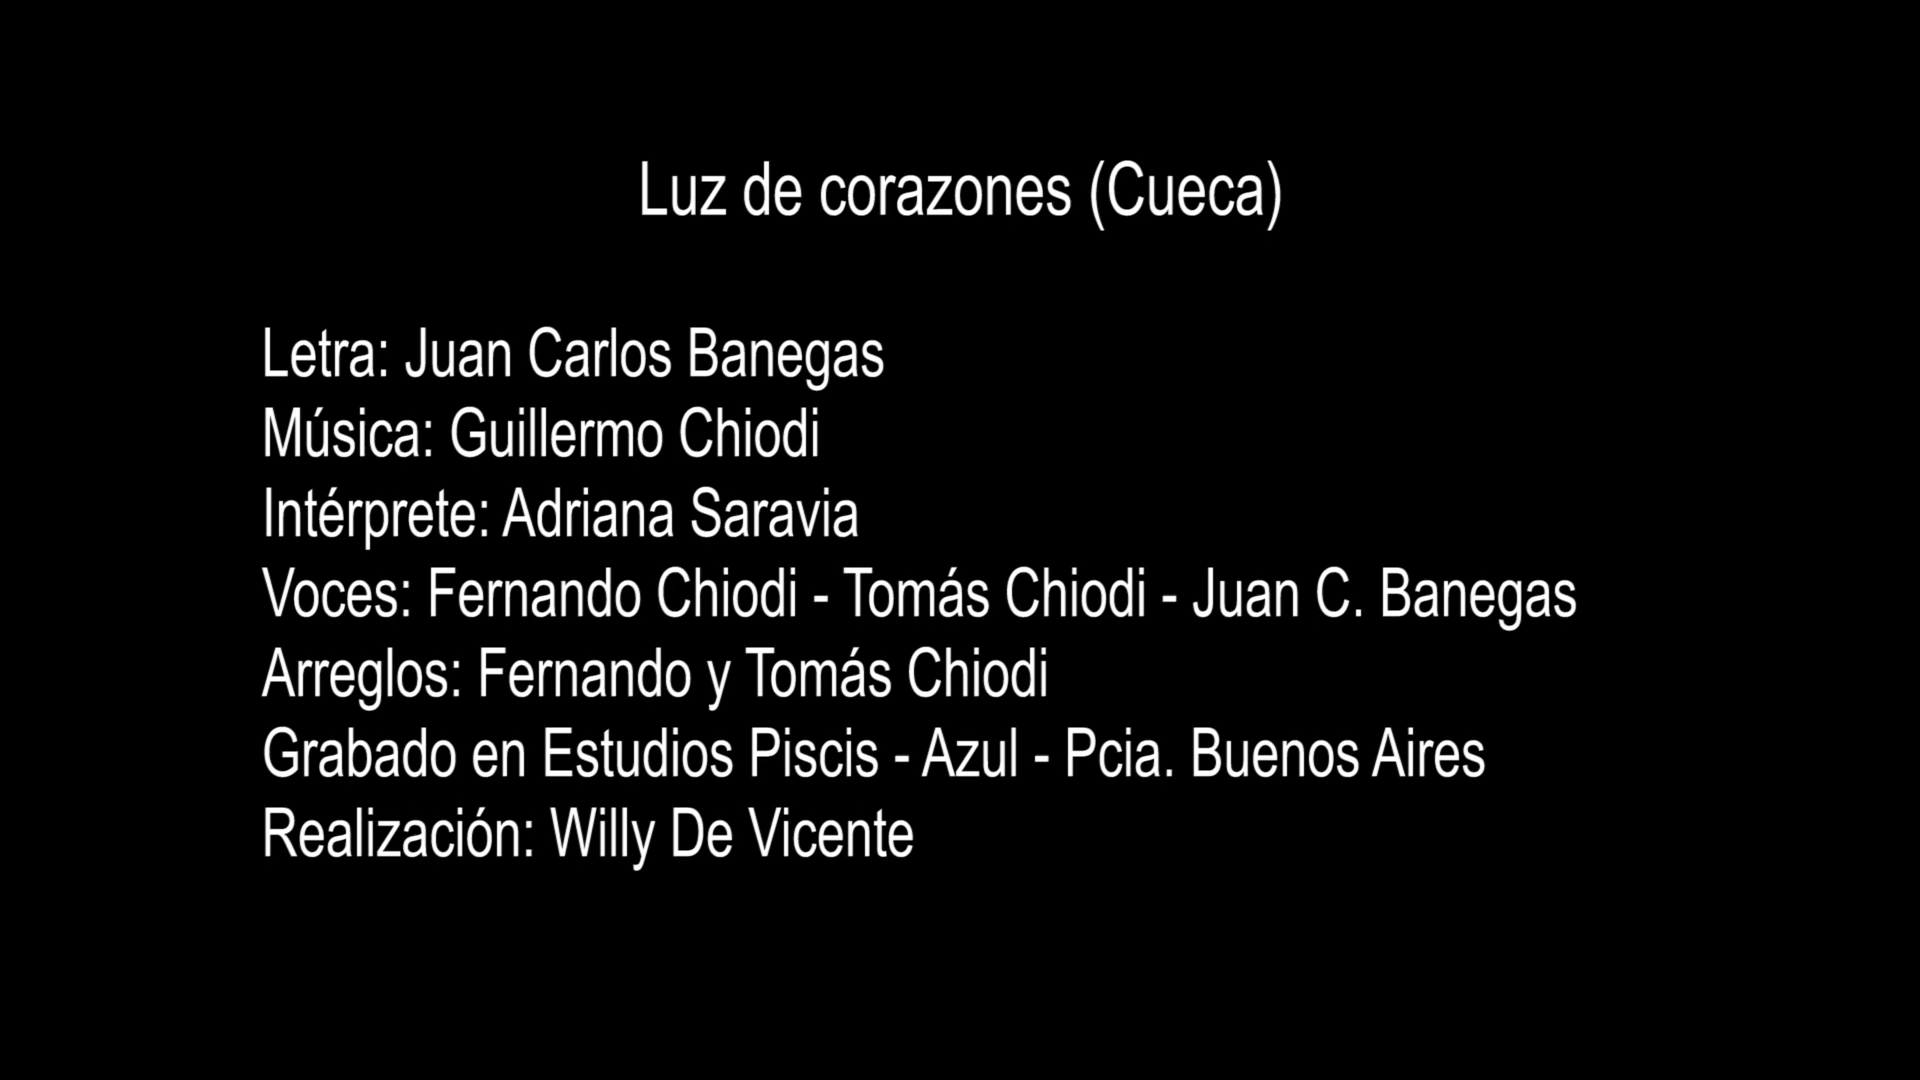 Luz de corazones (Cueca)
Letra: Juan Carlos Banegas
Música: Guillermo Chiodi
Intérprete: Adriana Saravia
Voces: Fernando Chiodi - Tomás Chiodi - Juan C. Banegas
Arreglos: Fernando y Tomás Chiodi
Grabado en Estudios Piscis - Azul - Pcia. Buenos Aires
Realización: Willy De Vicente